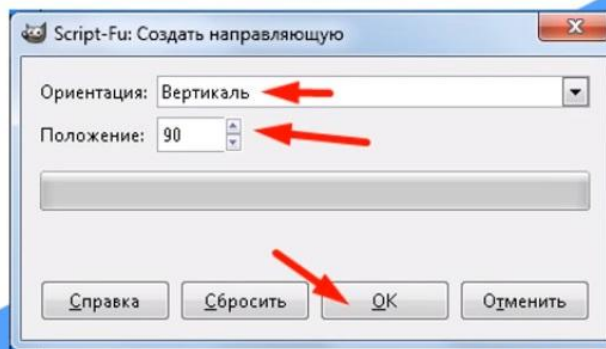 Script-Fu: Создать направляющую
Ориентация: Вертикаль
Положение: 90
Справка Сбросить OK Отменить